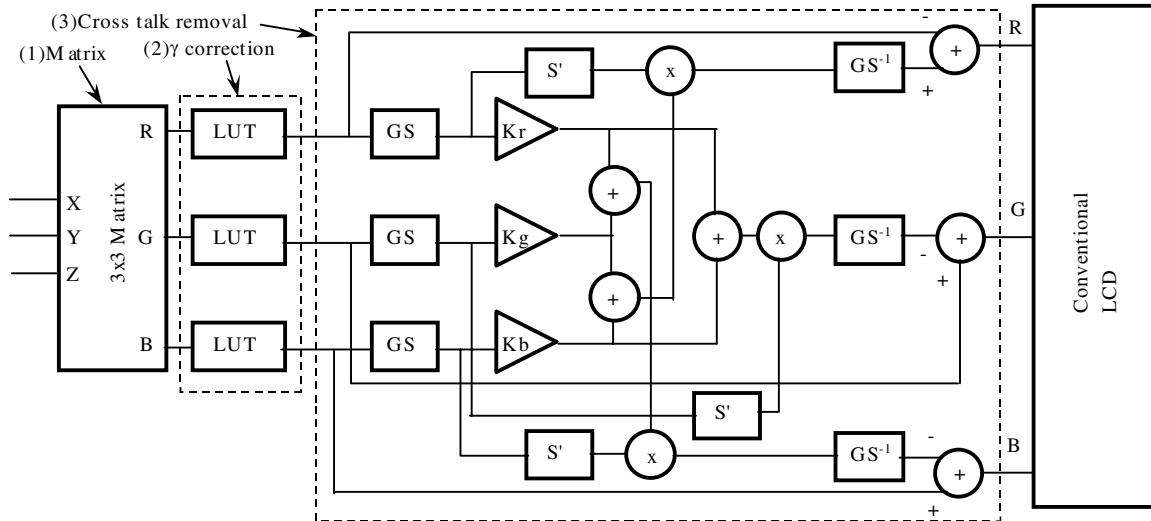 (3)Cross talk removal
(2)γ correction
(1)Matrix
R
-
+
S'
x
GS⁻¹
+
R
LUT
GS
Kr
+
X
Y
Z
3x3 Matrix
G
LUT
GS
Kg
+
x
GS⁻¹
-
+
+
G
Conventional
LCD
+
B
LUT
GS
Kb
S'
S'
x
GS⁻¹
-
+
+
B